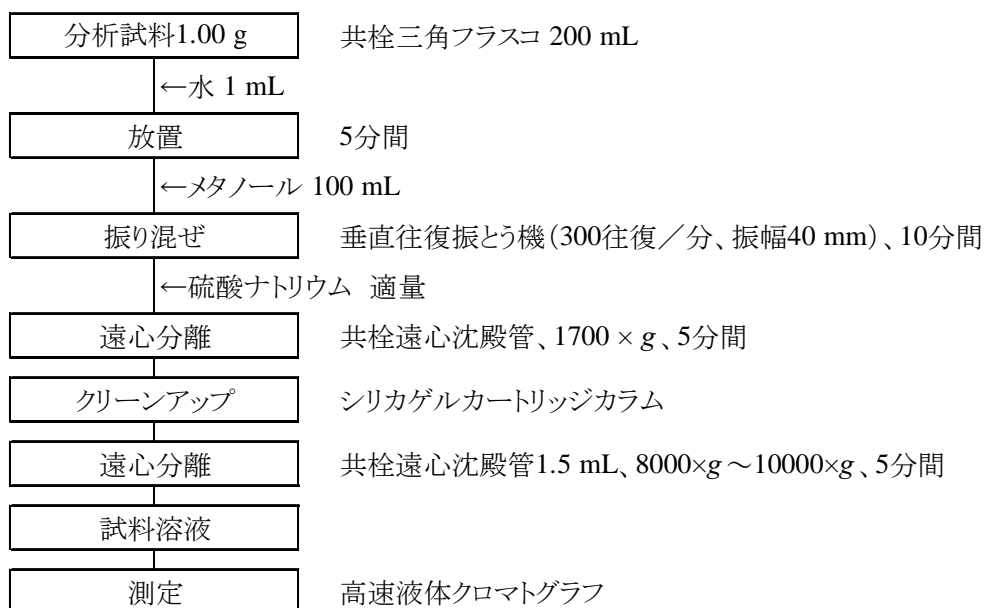 分析試料1.00 g 共栓三角フラスコ 200 mL
←水 1 mL
放置 5分間
←メタノール 100 mL
振り混ぜ 垂直往復振とう機(300往復/分、振幅40 mm)、10分間
←硫酸ナトリウム 適量
遠心分離 共栓遠心沈殿管、1700 × g、5分間
クリーンアップ シリカゲルカートリッジカラム
遠心分離 共栓遠心沈殿管1.5 mL、8000×g~10000×g、5分間
試料溶液
測定 高速液体クロマトグラフ